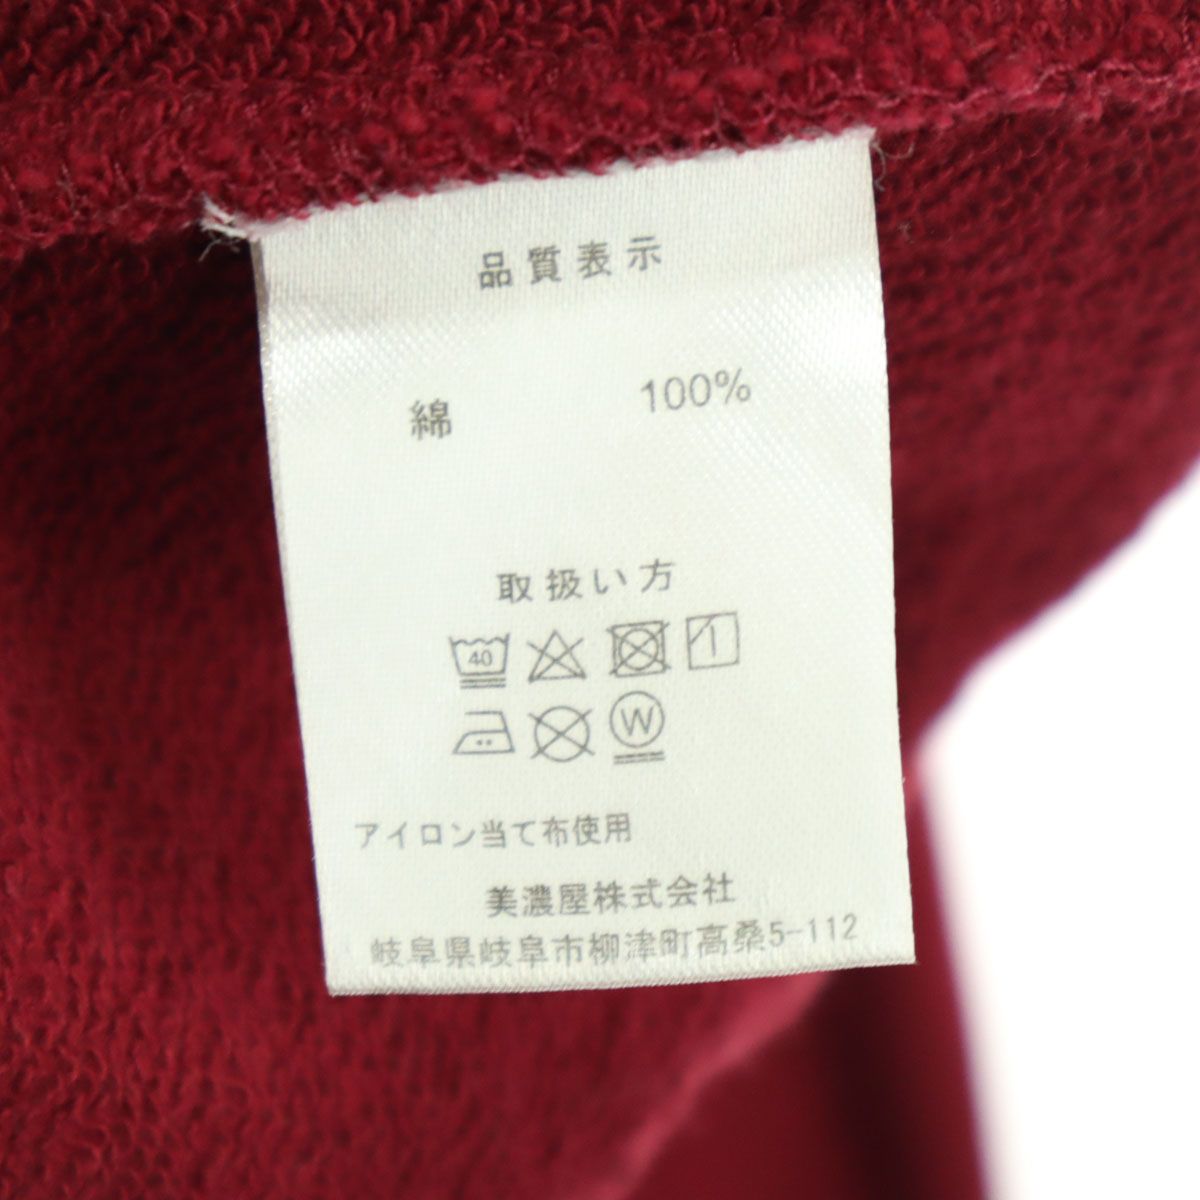 品質表示
綿 100%
取扱い方
40
W
アイロン当て布使用
美濃屋株式会社
岐阜県岐阜市柳津町高桑5-112